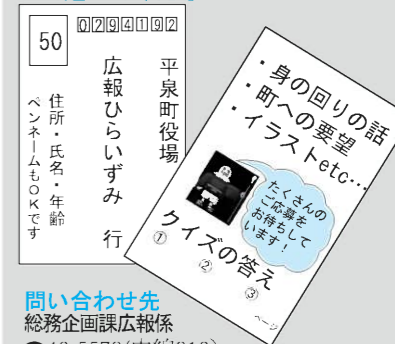 50
0294192
平泉町役場
広報ひらいずみ 行
住所・氏名・年齢
ペンネームもOKです
・身の回りの話
・町への要望
・イラストetc…
たくさんの
ご応募を
お待ちして
います！
クイズの答え
① ② ③
ページ
問い合わせ先
総務企画課広報係